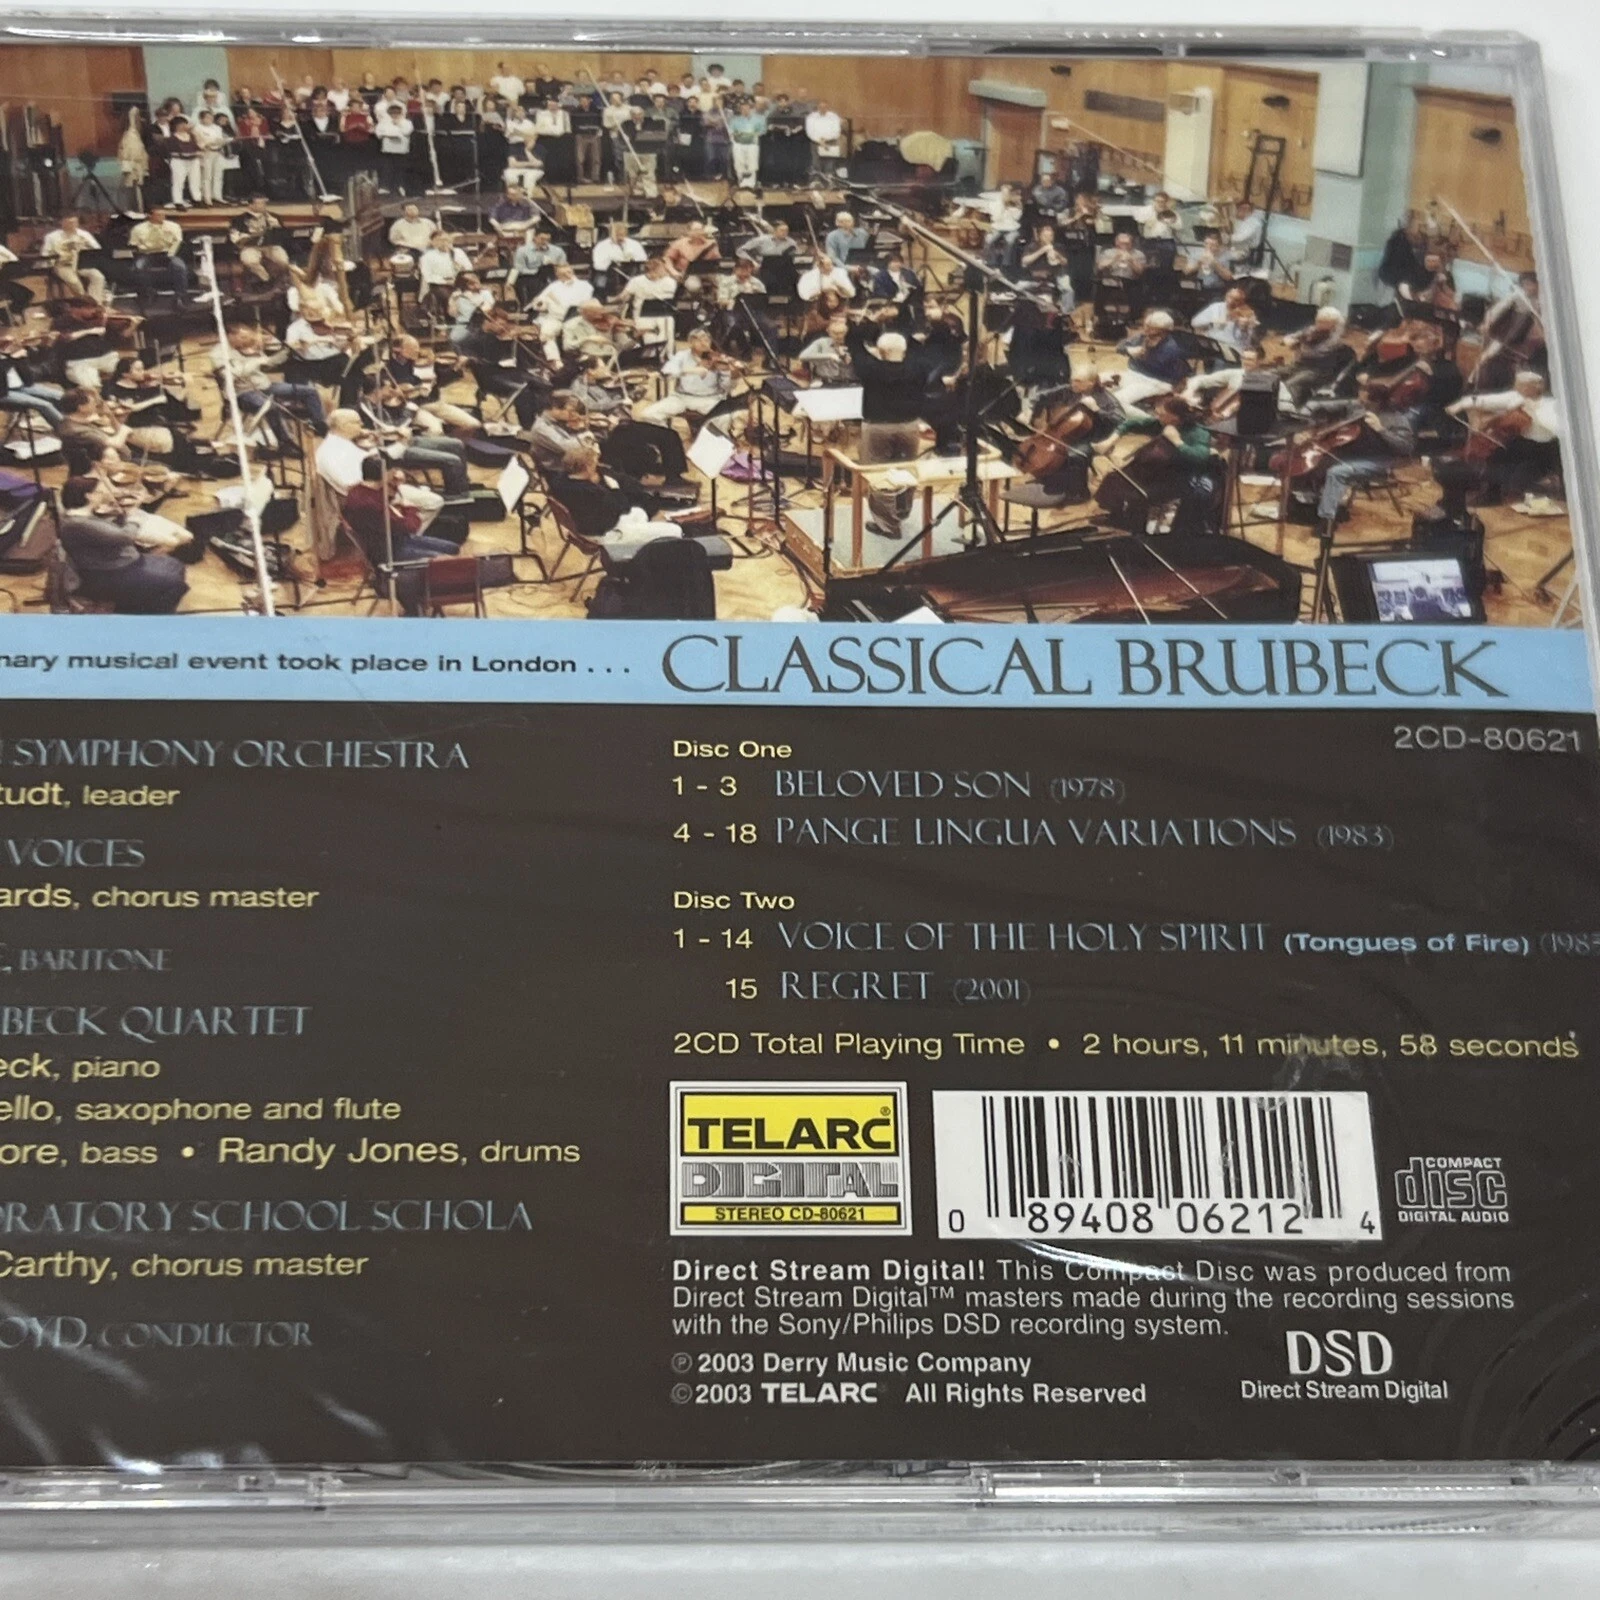 nary musical event took place in London . . . CLASSICAL BRUBECK
SYMPHONY ORCHESTRA
tudt, leader
VOICES
ards, chorus master
E, BARITONE
BECK QUARTET
eck, piano
ello, saxophone and flute
ore, bass • Randy Jones, drums
ORATORY SCHOOL SCHOLA
Carthy, chorus master
OYD, CONDUCTOR
2CD-80621
Disc One
1 - 3 BELOVED SON (1978)
4 - 18 PANGE LINGUA VARIATIONS (1983)
Disc Two
1 - 14 VOICE OF THE HOLY SPIRIT (Tongues of Fire)
15 REGRET (2001)
2CD Total Playing Time • 2 hours, 11 minutes, 58 seconds
TELARC®
DIGITAL
STEREO CD-80621
0 89408 06212 4
COMPACT
disc
DIGITAL AUDIO
Direct Stream Digital! This Compact Disc was produced from
Direct Stream Digital™ masters made during the recording sessions
with the Sony/Philips DSD recording system.
℗ 2003 Derry Music Company
© 2003 TELARC All Rights Reserved
DSD
Direct Stream Digital